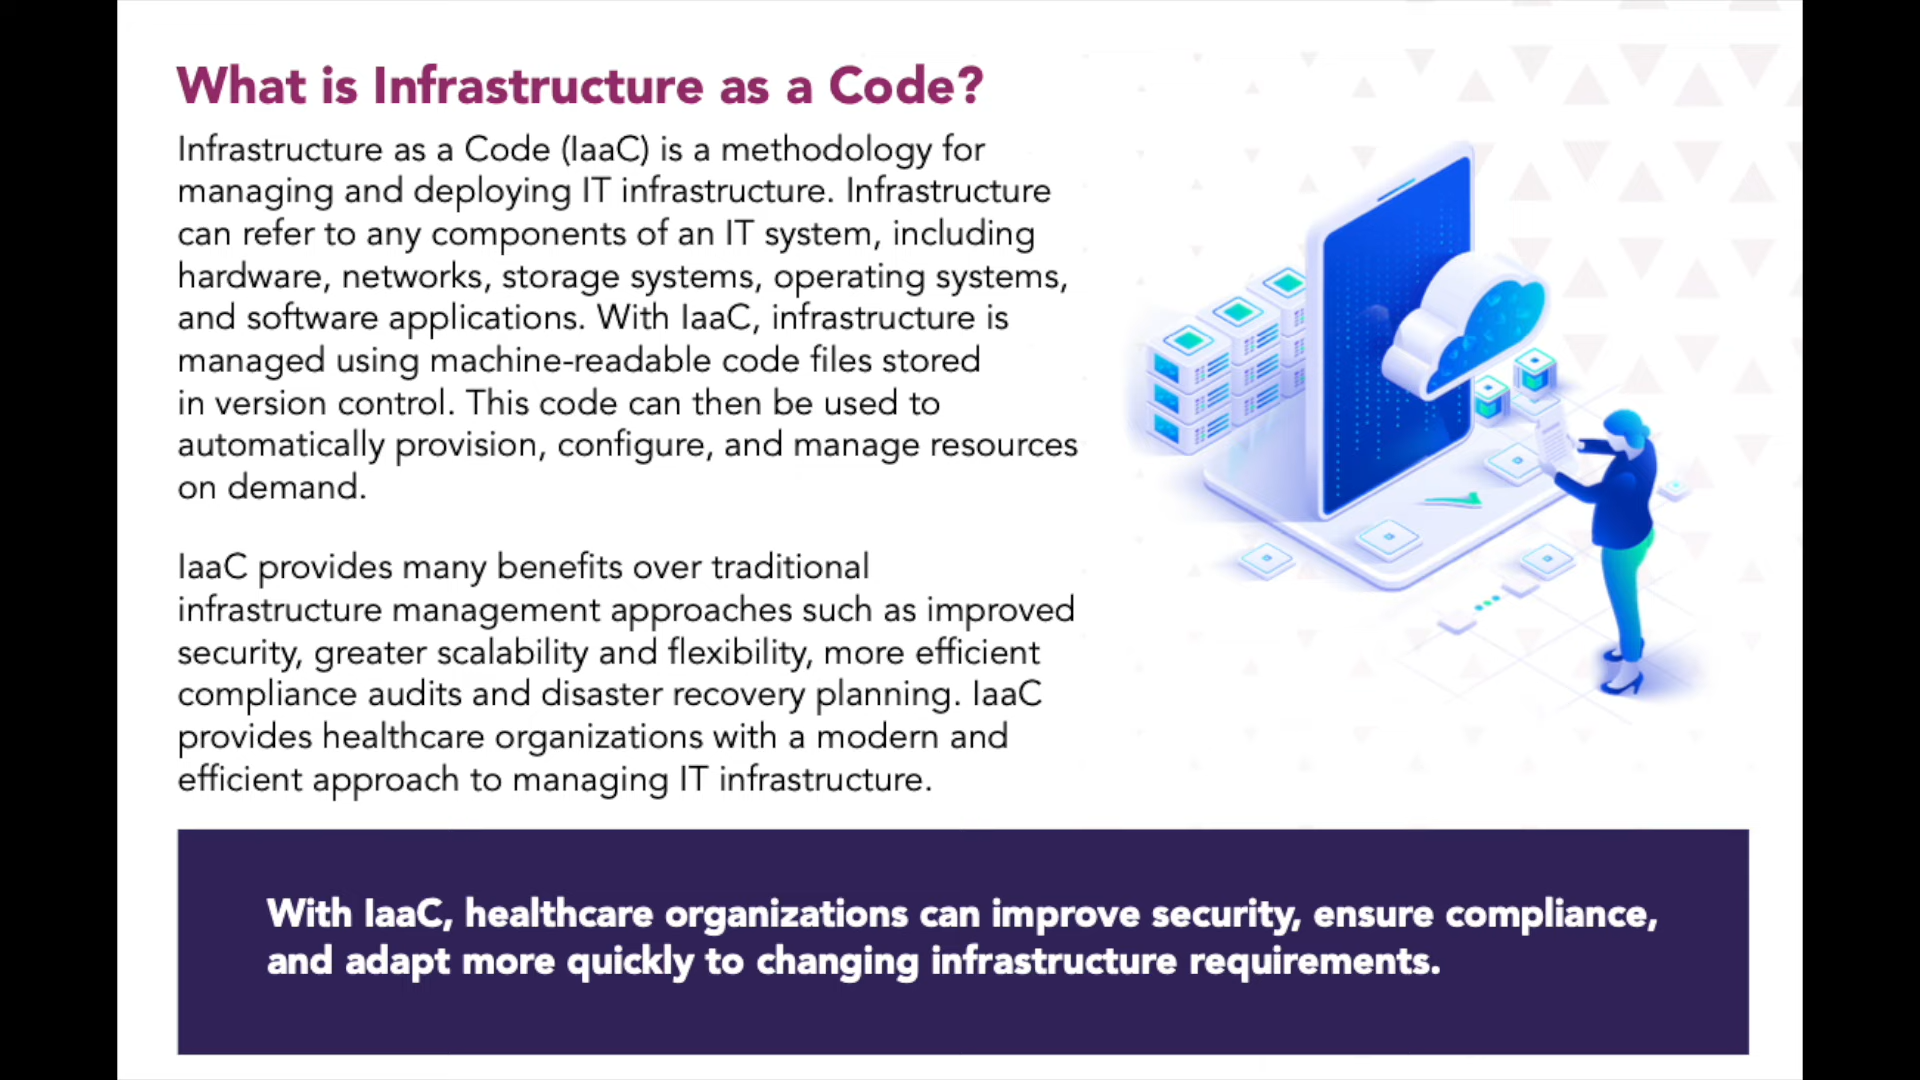 What is Infrastructure as a Code?
Infrastructure as a Code (IaaC) is a methodology for
managing and deploying IT infrastructure. Infrastructure
can refer to any components of an IT system, including
hardware, networks, storage systems, operating systems,
and software applications. With IaaC, infrastructure is
managed using machine-readable code files stored
in version control. This code can then be used to
automatically provision, configure, and manage resources
on demand.
IaaC provides many benefits over traditional
infrastructure management approaches such as improved
security, greater scalability and flexibility, more efficient
compliance audits and disaster recovery planning. IaaC
provides healthcare organizations with a modern and
efficient approach to managing IT infrastructure.
With IaaC, healthcare organizations can improve security, ensure compliance,
and adapt more quickly to changing infrastructure requirements.